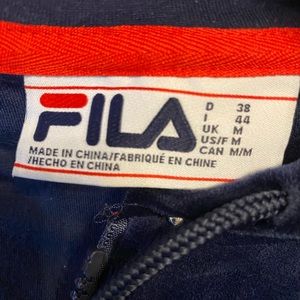 FILA
D 38
I 44
UK M
US/F M
CAN M/M
MADE IN CHINA/FABRIQUÉ EN CHINE
/HECHO EN CHINA